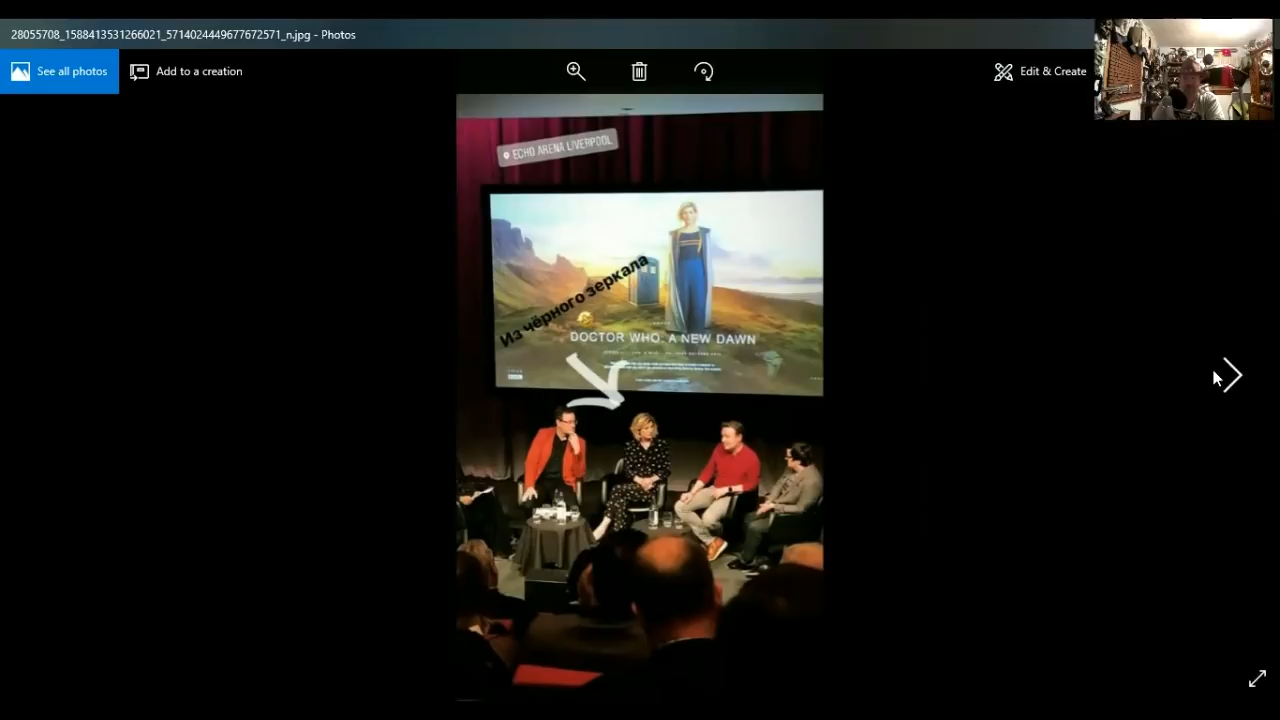 28055708_1588413531266021_5714024449677672571_n.jpg - Photos
See all photos
Add to a creation
Edit & Create
ECHO ARENA LIVERPOOL
Из чёрного зеркала
DOCTOR WHO: A NEW DAWN